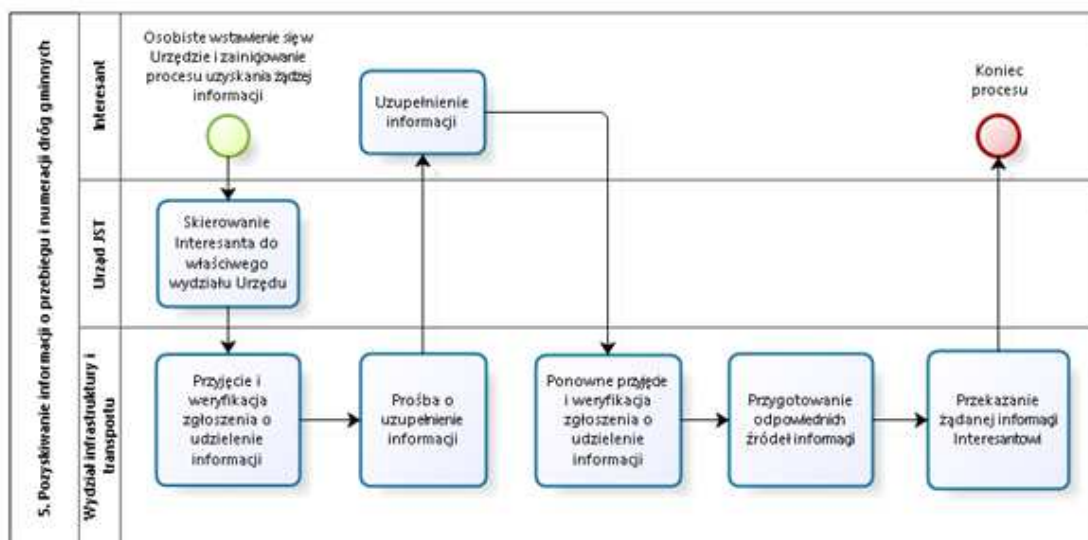 5. Pozyskiwanie informacji o przebiegu i numeracji dróg gminnych
Interesant
Osobiste wstawienie się w
Urzędzie i zainicjowanie
procesu uzyskania żądzej
informacji
Uzupełnienie
informacji
Koniec
procesu
Urząd JST
Skierowanie
Interesanta do
właściwego
wydziału Urzędu
Wydział infrastruktury i
transportu
Przyjęcie i
weryfikacja
zgłoszenia o
udzielenie
informacji
Prośba o
uzupełnienie
informacji
Ponowne przyjęcie
i weryfikacja
zgłoszenia o
udzielenie
informacji
Przygotowanie
odpowiednich
źródeł informacji
Przekazanie
żądanej informacji
Interesantowi